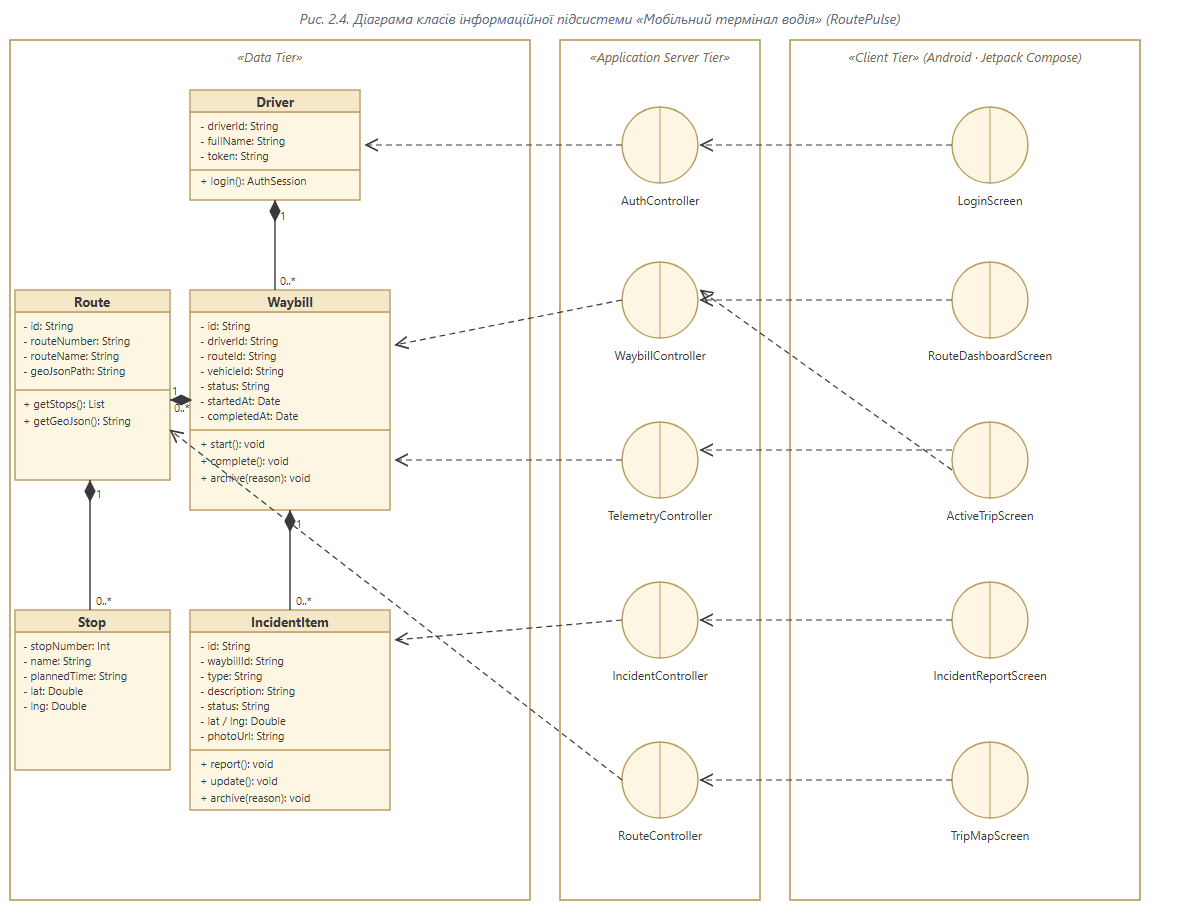 Рис. 2.4. Діаграма класів інформаційної підсистеми «Мобільний термінал водія» (RoutePulse)
«Data Tier»
Driver
- driverId: String
- fullName: String
- token: String
+ login(): AuthSession
1
0..*
Route
- id: String
- routeNumber: String
- routeName: String
- geoJsonPath: String
+ getStops(): List
+ getGeoJson(): String
1
0..*
Waybill
- id: String
- driverId: String
- routeId: String
- vehicleId: String
- status: String
- startedAt: Date
- completedAt: Date
+ start(): void
+ complete(): void
+ archive(reason): void
1
0..*
1
0..*
Stop
- stopNumber: Int
- name: String
- plannedTime: String
- lat: Double
- lng: Double
IncidentItem
- id: String
- waybillId: String
- type: String
- description: String
- status: String
- lat / lng: Double
- photoUrl: String
+ report(): void
+ update(): void
+ archive(reason): void
«Application Server Tier»
AuthController
WaybillController
TelemetryController
IncidentController
RouteController
«Client Tier» (Android · Jetpack Compose)
LoginScreen
RouteDashboardScreen
ActiveTripScreen
IncidentReportScreen
TripMapScreen